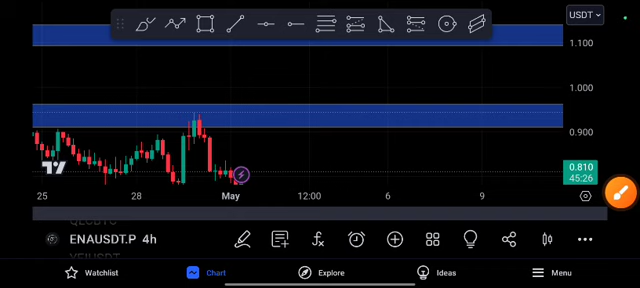 USDT
1.100
1.000
0.900
0.810
45:26
25 28 May 12:00 6 9
ENAUSDT.P 4h
Watchlist Chart Explore Ideas Menu